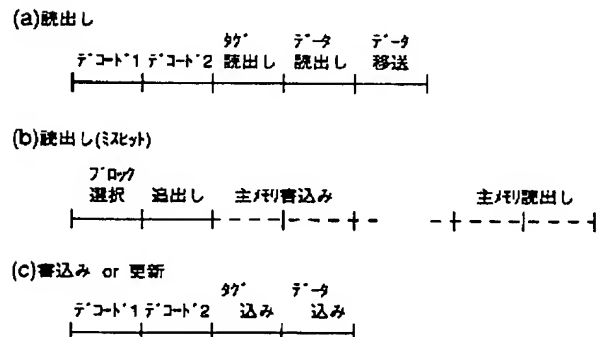 (a)読出し
ﾀｸﾞ ﾃﾞｰﾀ ﾃﾞｰﾀ
ﾃﾞｺｰﾄﾞ1 ﾃﾞｺｰﾄﾞ2 読出し 読出し 移送
(b)読出し(ﾐｽﾋｯﾄ)
ﾌﾞﾛｯｸ
選択 追出し 主ﾒﾓﾘ書込み 主ﾒﾓﾘ読出し
(c)書込み or 更新
ﾀｸﾞ ﾃﾞｰﾀ
ﾃﾞｺｰﾄﾞ1 ﾃﾞｺｰﾄﾞ2 込み 込み